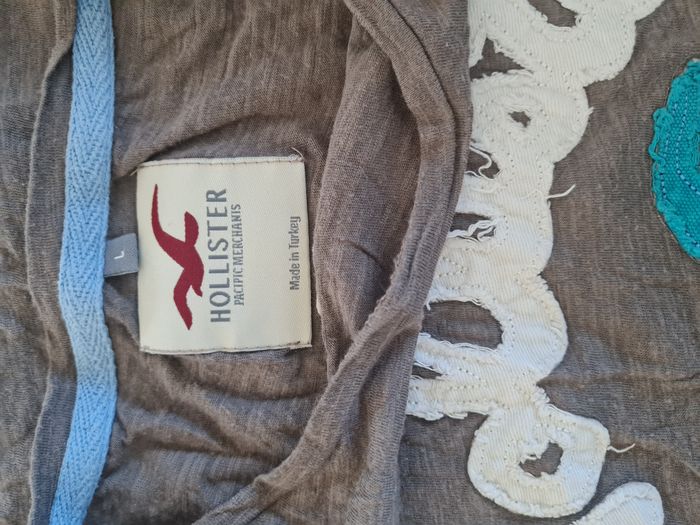 HOLLISTER
PACIFIC MERCHANTS
Made in Turkey
L